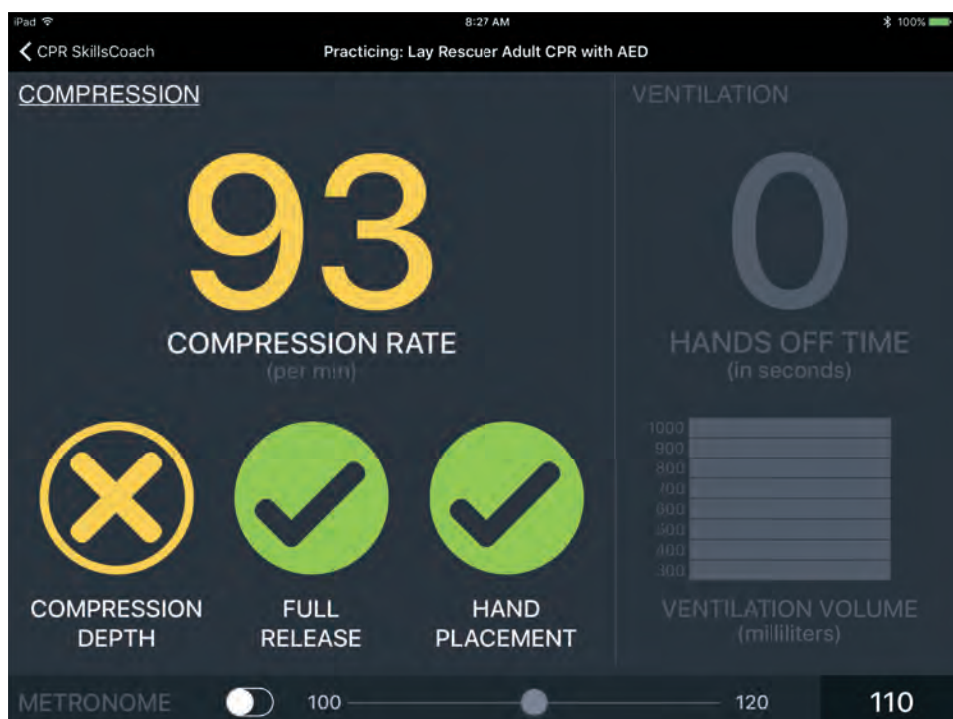 iPad
8:27 AM
100%
CPR SkillsCoach
Practicing: Lay Rescuer Adult CPR with AED
COMPRESSION
93
COMPRESSION RATE
(per min)
COMPRESSION
DEPTH
FULL
RELEASE
HAND
PLACEMENT
VENTILATION
0
HANDS OFF TIME
(in seconds)
1000
900
800
700
600
500
400
300
VENTILATION VOLUME
(milliliters)
METRONOME
100
120
110